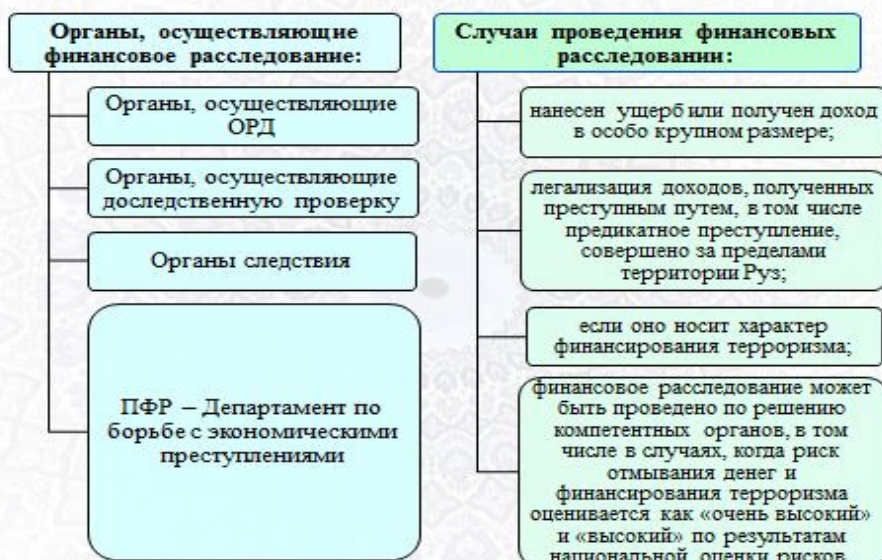 Органы, осуществляющие
финансовое расследование:
Органы, осуществляющие
ОРД
Органы, осуществляющие
доследственную проверку
Органы следствия
ПФР – Департамент по
борьбе с экономическими
преступлениями
Случаи проведения финансовых
расследовании:
нанесен ущерб или получен доход
в особо крупном размере;
легализация доходов, полученных
преступным путем, в том числе
предикатное преступление,
совершено за пределами
территории Руз;
если оно носит характер
финансирования терроризма;
финансовое расследование может
быть проведено по решению
компетентных органов, в том
числе в случаях, когда риск
отмывания денег и
финансирования терроризма
оценивается как «очень высокий»
и «высокий» по результатам
национальной оценки рисков